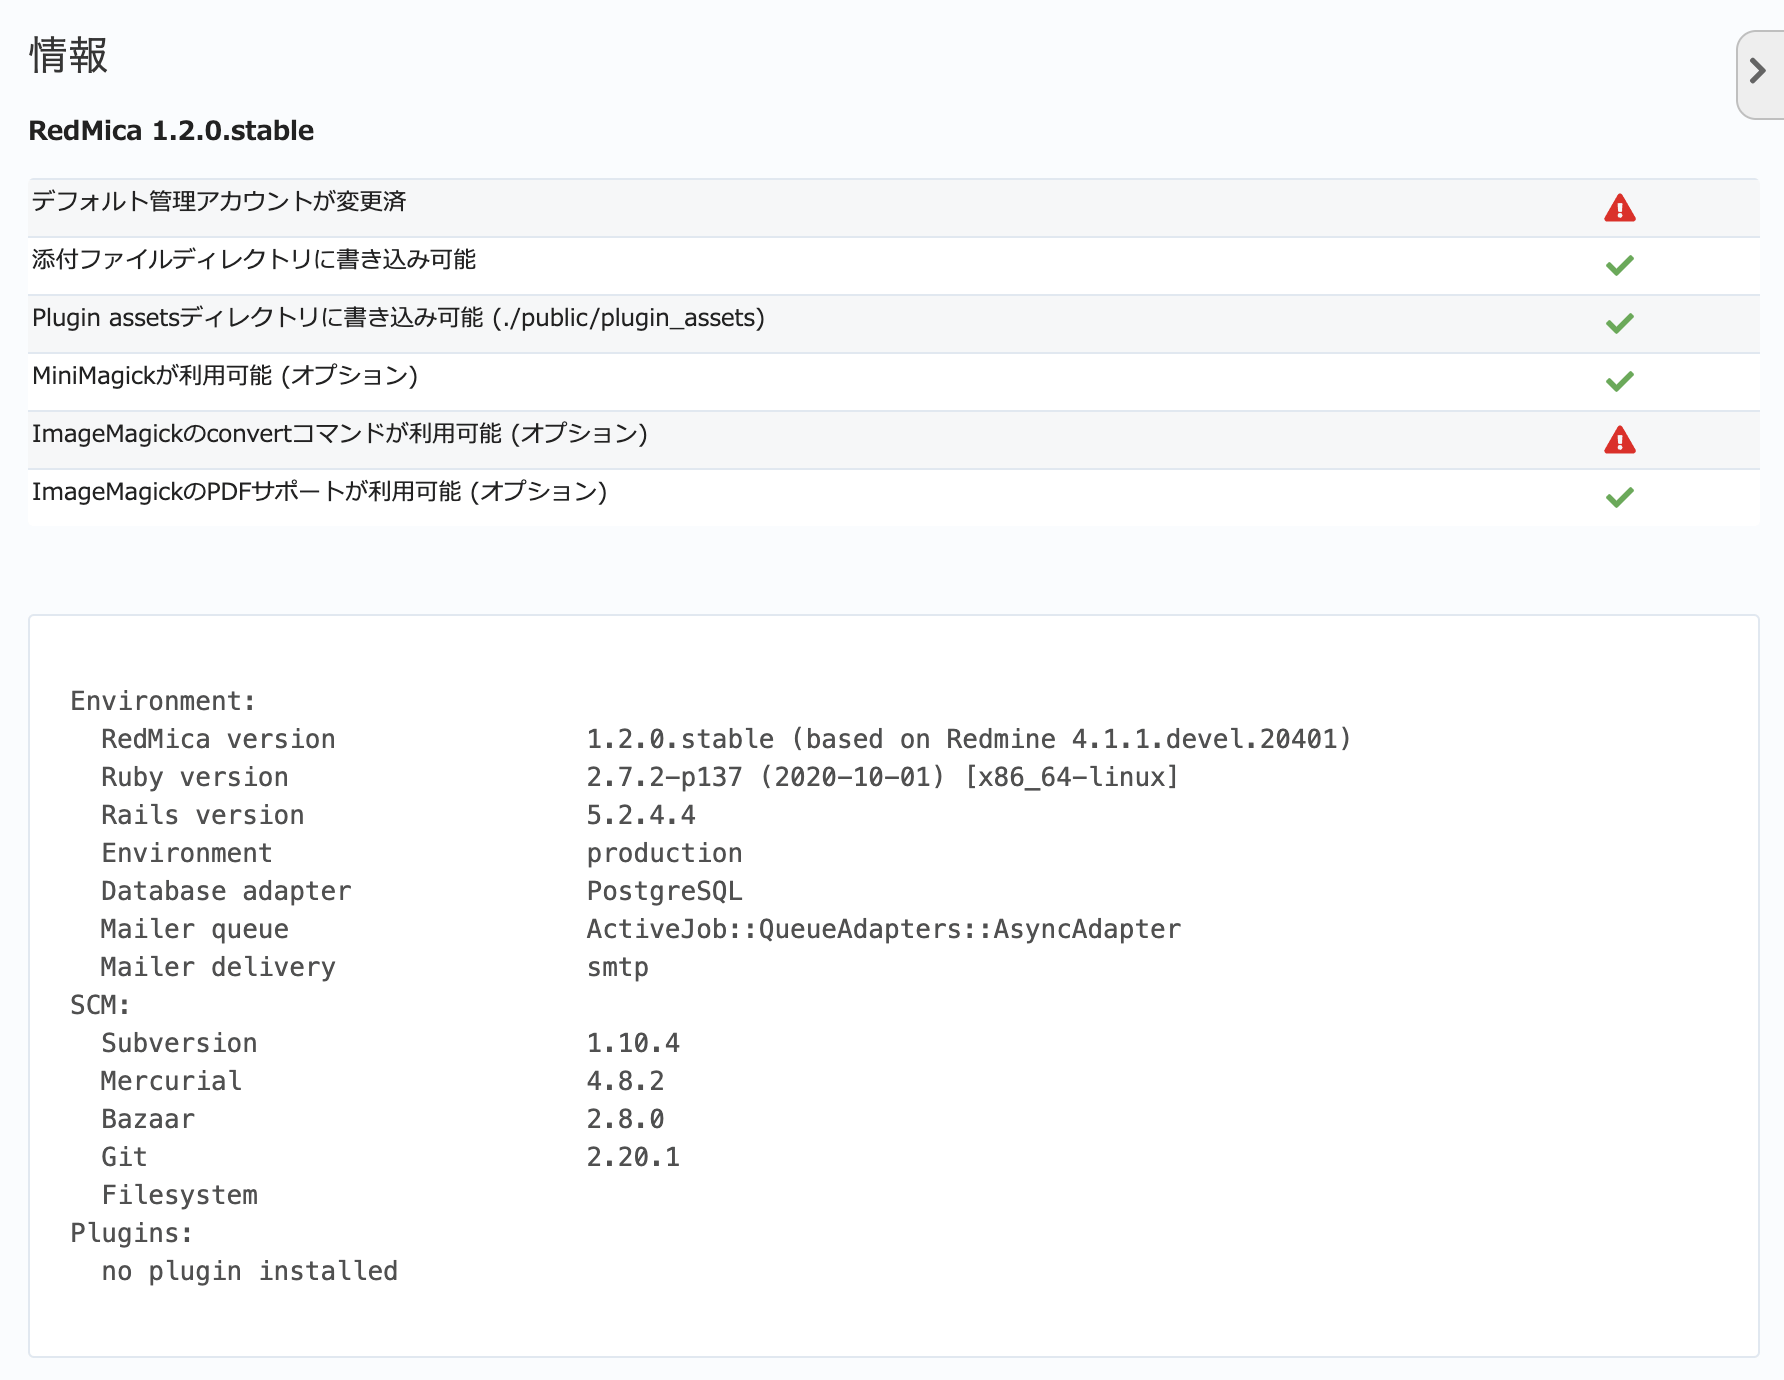 情報
RedMica 1.2.0.stable
デフォルト管理アカウントが変更済
添付ファイルディレクトリに書き込み可能
Plugin assetsディレクトリに書き込み可能 (./public/plugin_assets)
MiniMagickが利用可能 (オプション)
ImageMagickのconvertコマンドが利用可能 (オプション)
ImageMagickのPDFサポートが利用可能 (オプション)
Environment:
RedMica version 1.2.0.stable (based on Redmine 4.1.1.devel.20401)
Ruby version 2.7.2-p137 (2020-10-01) [x86_64-linux]
Rails version 5.2.4.4
Environment production
Database adapter PostgreSQL
Mailer queue ActiveJob::QueueAdapters::AsyncAdapter
Mailer delivery smtp
SCM:
Subversion 1.10.4
Mercurial 4.8.2
Bazaar 2.8.0
Git 2.20.1
Filesystem
Plugins:
no plugin installed